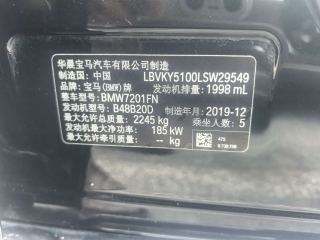 华晨宝马汽车有限公司制造
制造国：中国 LBVKY5100LSW29549
品牌：宝马(BMW)牌 发动机排量：1998 mL
整车型号：BMW7201FN
发动机型号：B48B20D 制造年月：2019-12
最大允许总质量：2245 kg 乘坐人数：5
发动机最大净功率：185 kW
最大允许牵引质量：-- kg
475